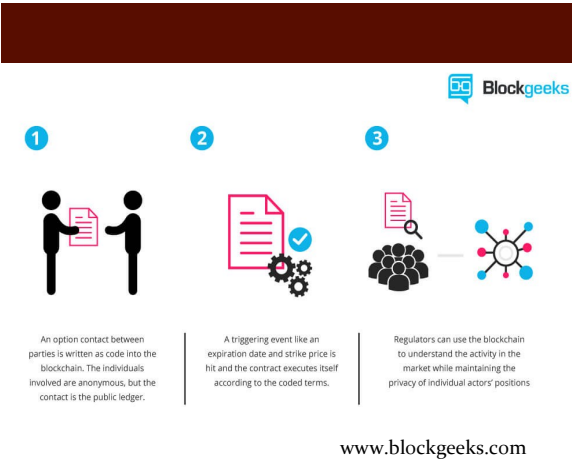 Blockgeeks
1
2
3
An option contact between
parties is written as code into the
blockchain. The individuals
involved are anonymous, but the
contact is the public ledger.
A triggering event like an
expiration date and strike price is
hit and the contract executes itself
according to the coded terms.
Regulators can use the blockchain
to understand the activity in the
market while maintaining the
privacy of individual actors' positions
www.blockgeeks.com